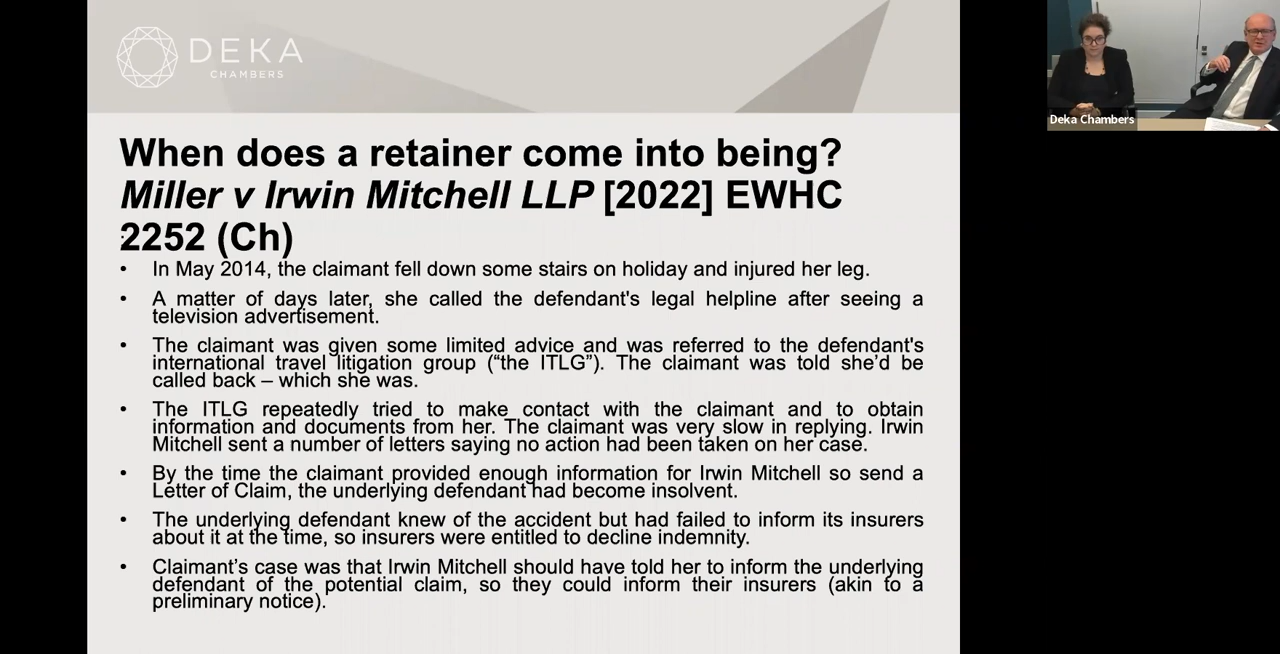 DEKA
CHAMBERS
Deka Chambers
When does a retainer come into being?
Miller v Irwin Mitchell LLP [2022] EWHC
2252 (Ch)
• In May 2014, the claimant fell down some stairs on holiday and injured her leg.
• A matter of days later, she called the defendant's legal helpline after seeing a
television advertisement.
• The claimant was given some limited advice and was referred to the defendant's
international travel litigation group (“the ITLG”). The claimant was told she’d be
called back – which she was.
• The ITLG repeatedly tried to make contact with the claimant and to obtain
information and documents from her. The claimant was very slow in replying. Irwin
Mitchell sent a number of letters saying no action had been taken on her case.
• By the time the claimant provided enough information for Irwin Mitchell so send a
Letter of Claim, the underlying defendant had become insolvent.
• The underlying defendant knew of the accident but had failed to inform its insurers
about it at the time, so insurers were entitled to decline indemnity.
• Claimant’s case was that Irwin Mitchell should have told her to inform the underlying
defendant of the potential claim, so they could inform their insurers (akin to a
preliminary notice).